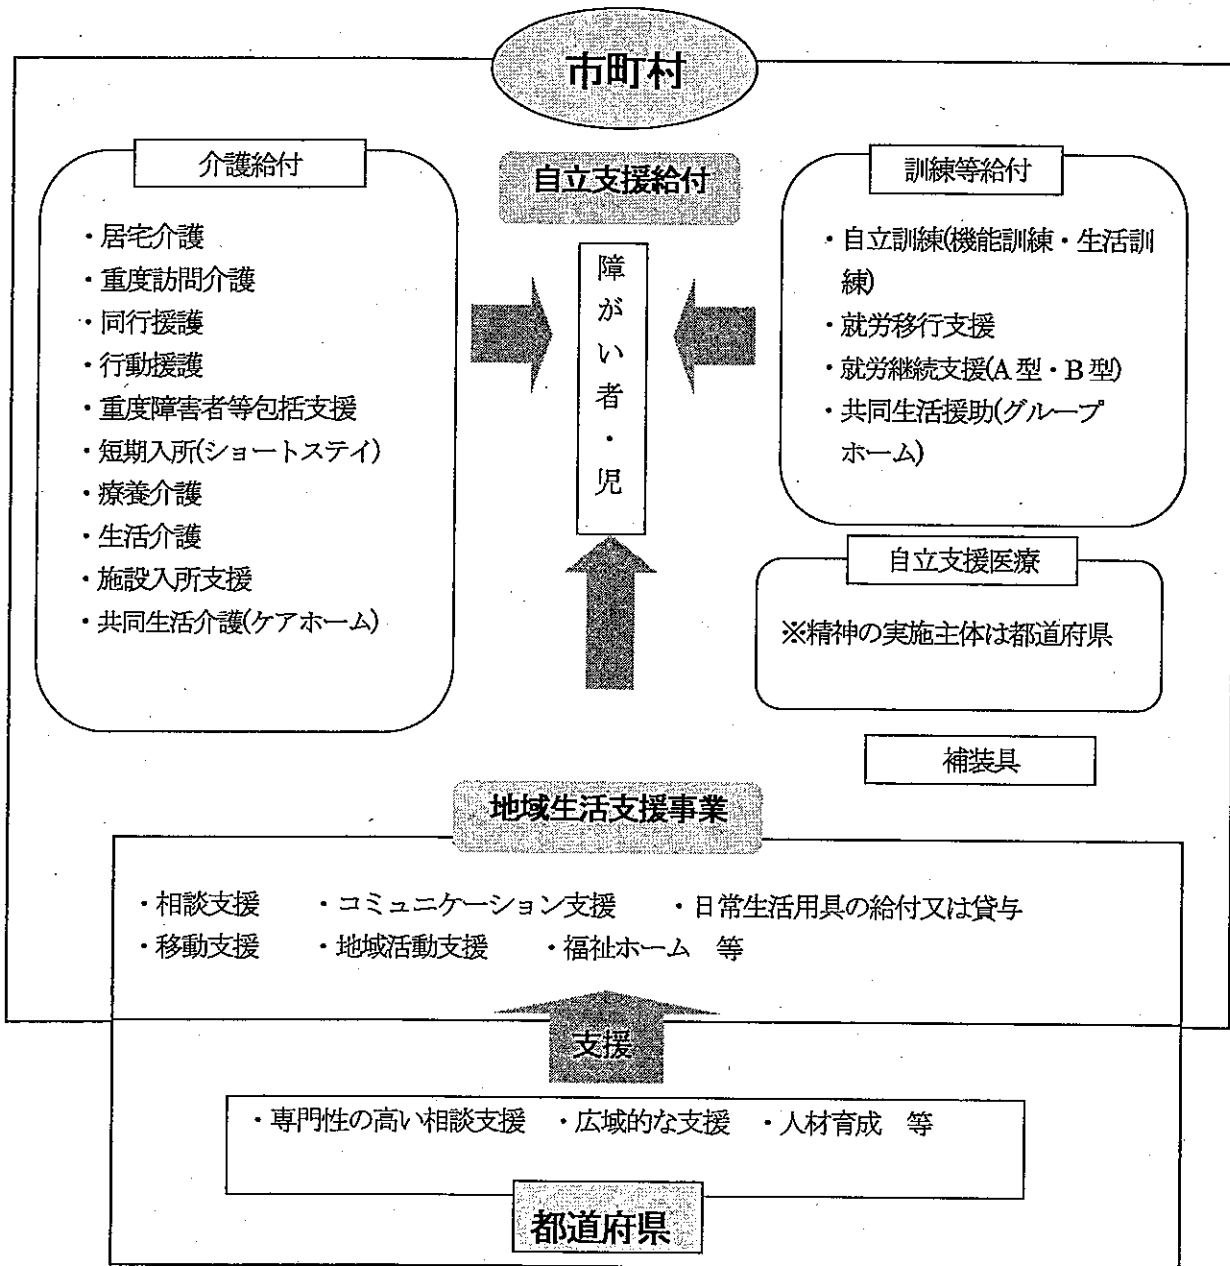 市町村
自立支援給付
介護給付
・居宅介護
・重度訪問介護
・同行援護
・行動援護
・重度障害者等包括支援
・短期入所(ショートステイ)
・療養介護
・生活介護
・施設入所支援
・共同生活介護(ケアホーム)
障がい者・児
訓練等給付
・自立訓練(機能訓練・生活訓
練)
・就労移行支援
・就労継続支援(A型・B型)
・共同生活援助(グループ
ホーム)
自立支援医療
※精神の実施主体は都道府県
補装具
地域生活支援事業
・相談支援　・コミュニケーション支援　・日常生活用具の給付又は貸与
・移動支援　・地域活動支援　・福祉ホーム　等
支援
・専門性の高い相談支援　・広域的な支援　・人材育成　等
都道府県